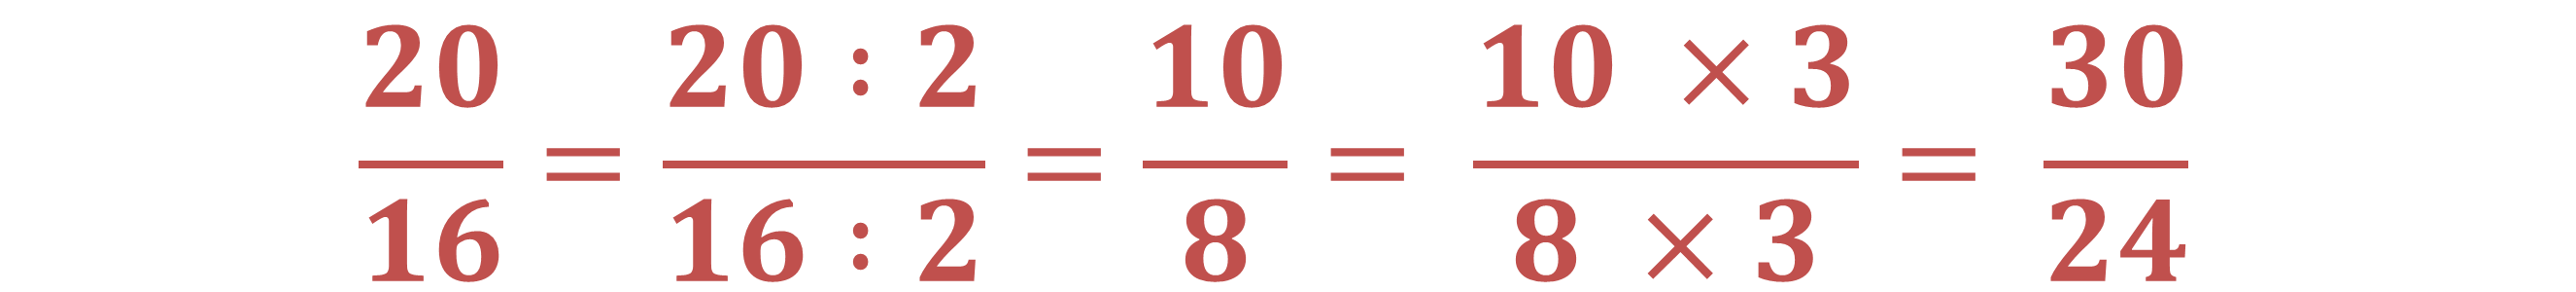 20/16 = 20 : 2/16 : 2 = 10/8 = 10 × 3/8 × 3 = 30/24